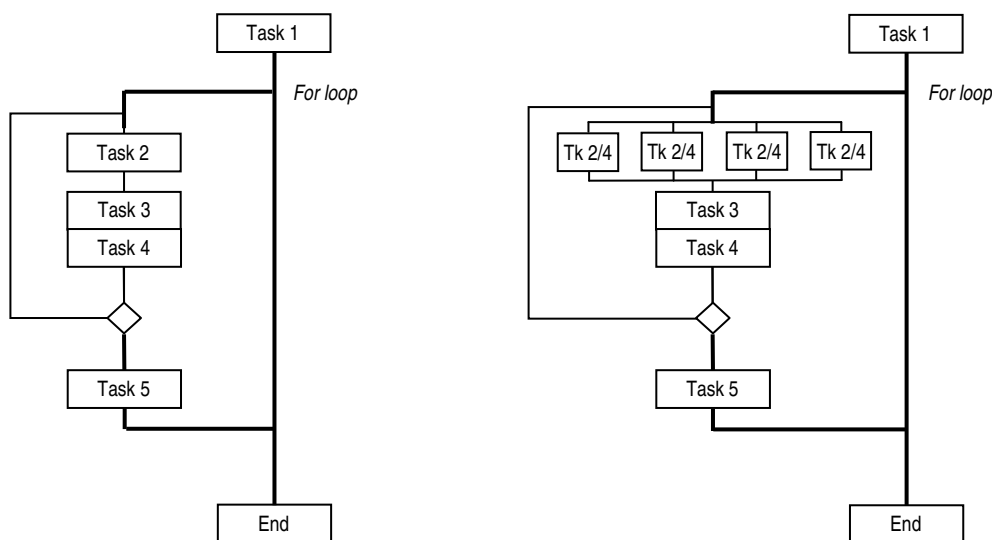 Task 1
For loop
Task 2
Task 3
Task 4
Task 5
End
Task 1
For loop
Tk 2/4
Tk 2/4
Tk 2/4
Tk 2/4
Task 3
Task 4
Task 5
End